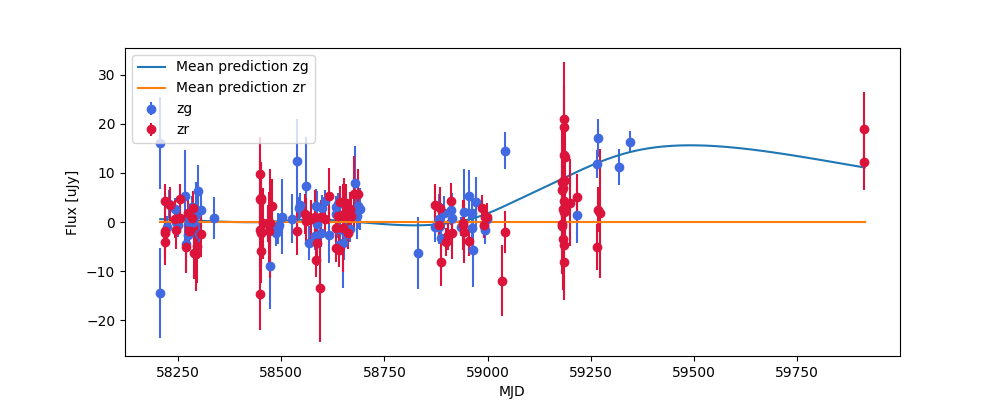 Mean prediction zg
Mean prediction zr
zg
zr
Flux [uJy]
30
20
10
0
−10
−20
58250
58500
58750
59000
59250
59500
59750
MJD